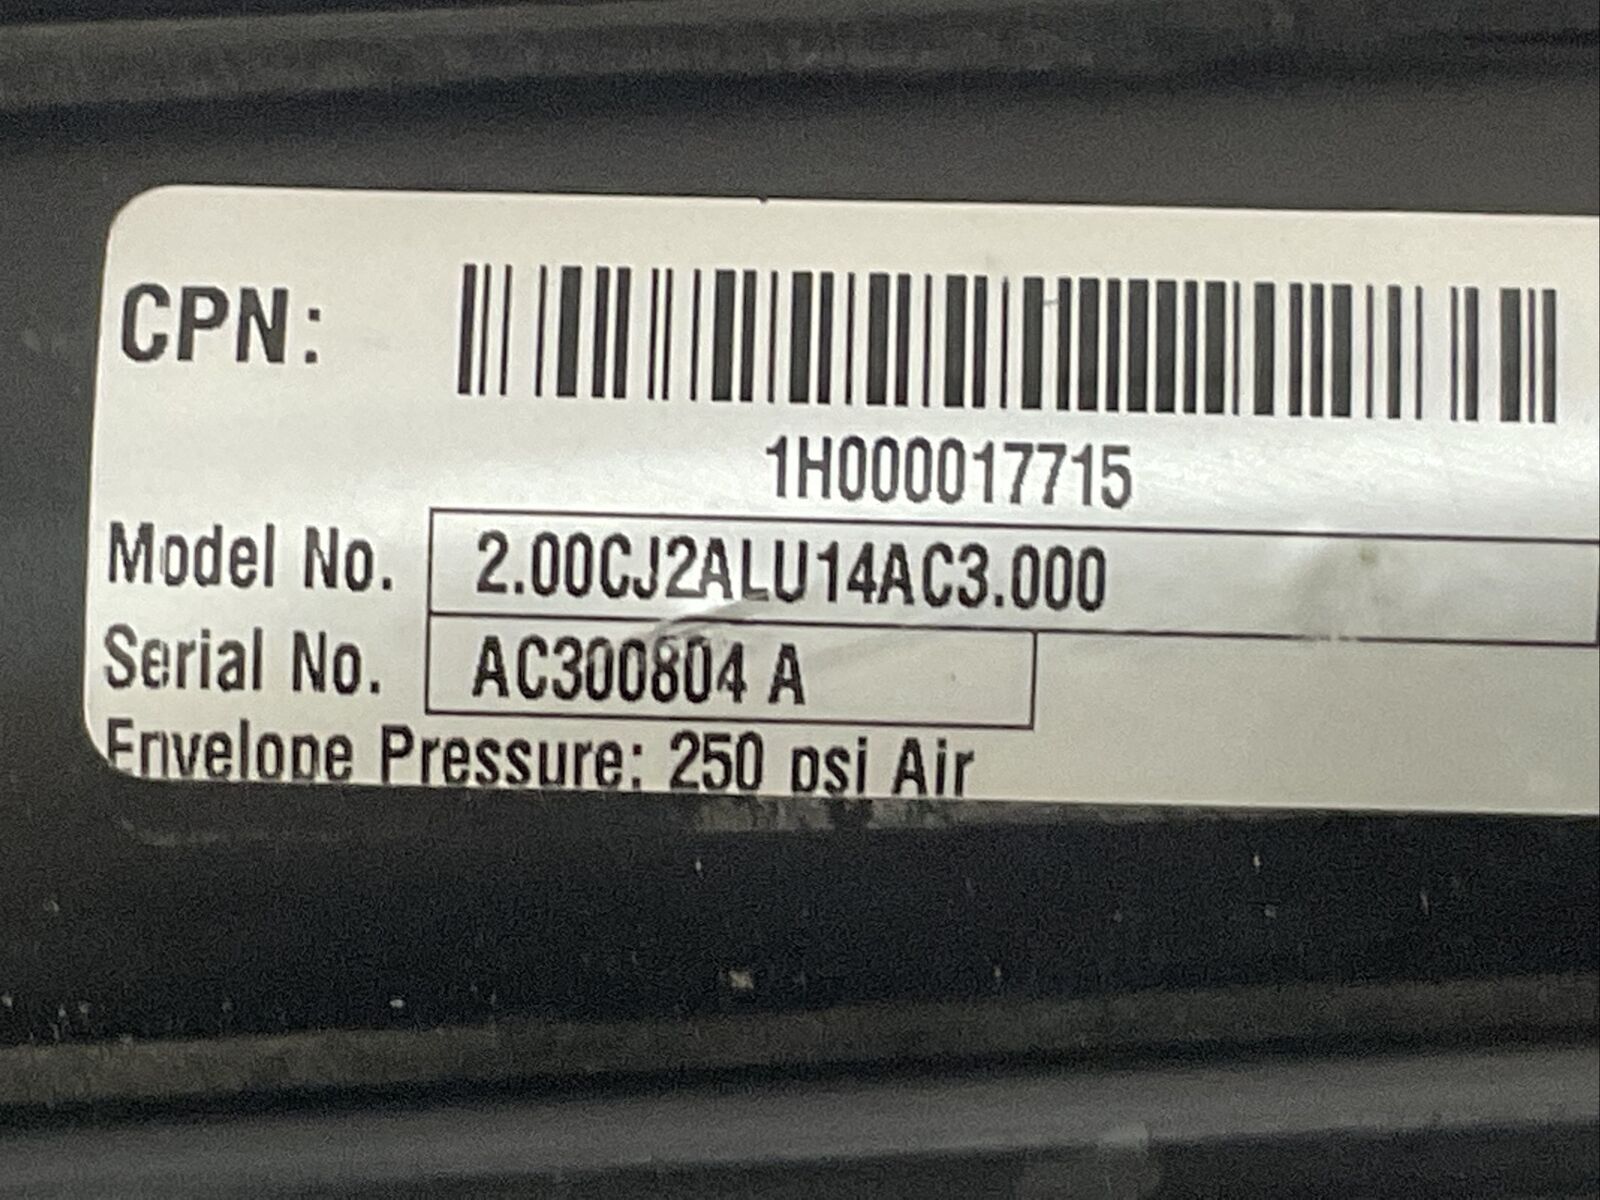 CPN:
1H000017715
Model No. 2.00CJ2ALU14AC3.000
Serial No. AC300804 A
Envelope Pressure: 250 psi Air